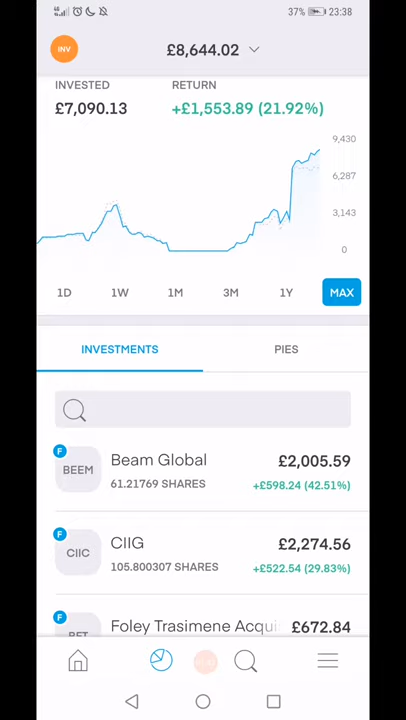 37% 23:38
INV £8,644.02
INVESTED RETURN
£7,090.13 +£1,553.89 (21.92%)
9,430
6,287
3,143
0
1D 1W 1M 3M 1Y MAX
INVESTMENTS PIES
F
BEEM Beam Global £2,005.59
61.21769 SHARES +£598.24 (42.51%)
F
CIIC CIIG £2,274.56
105.800307 SHARES +£522.54 (29.83%)
F
BFT Foley Trasimene Acqui £672.84